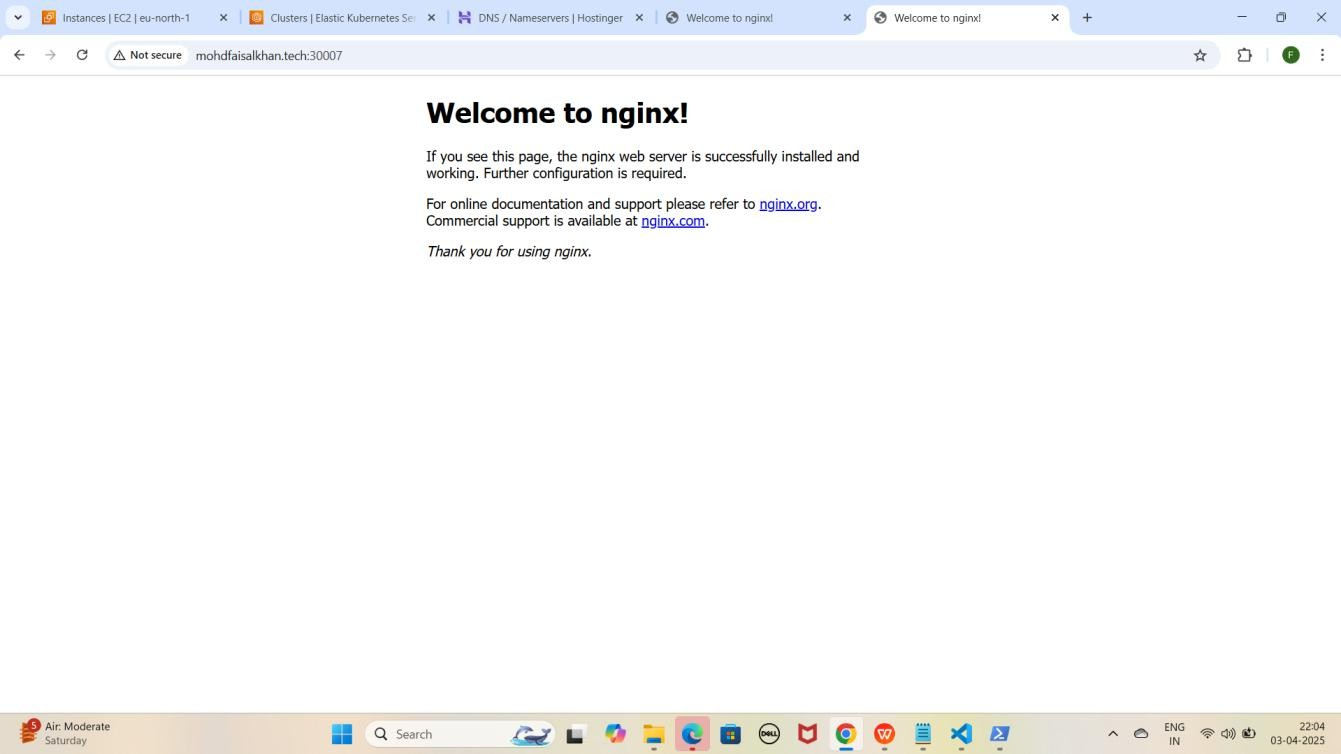 Instances | EC2 | eu-north-1
Clusters | Elastic Kubernetes Ser
DNS / Nameservers | Hostinger
Welcome to nginx!
Welcome to nginx!
Not secure
mohdfaisalkhan.tech:30007
F
Welcome to nginx!
If you see this page, the nginx web server is successfully installed and
working. Further configuration is required.
For online documentation and support please refer to nginx.org.
Commercial support is available at nginx.com.
Thank you for using nginx.
5
Air: Moderate
Saturday
Search
DELL
W
ENG
IN
22:04
03-04-2025